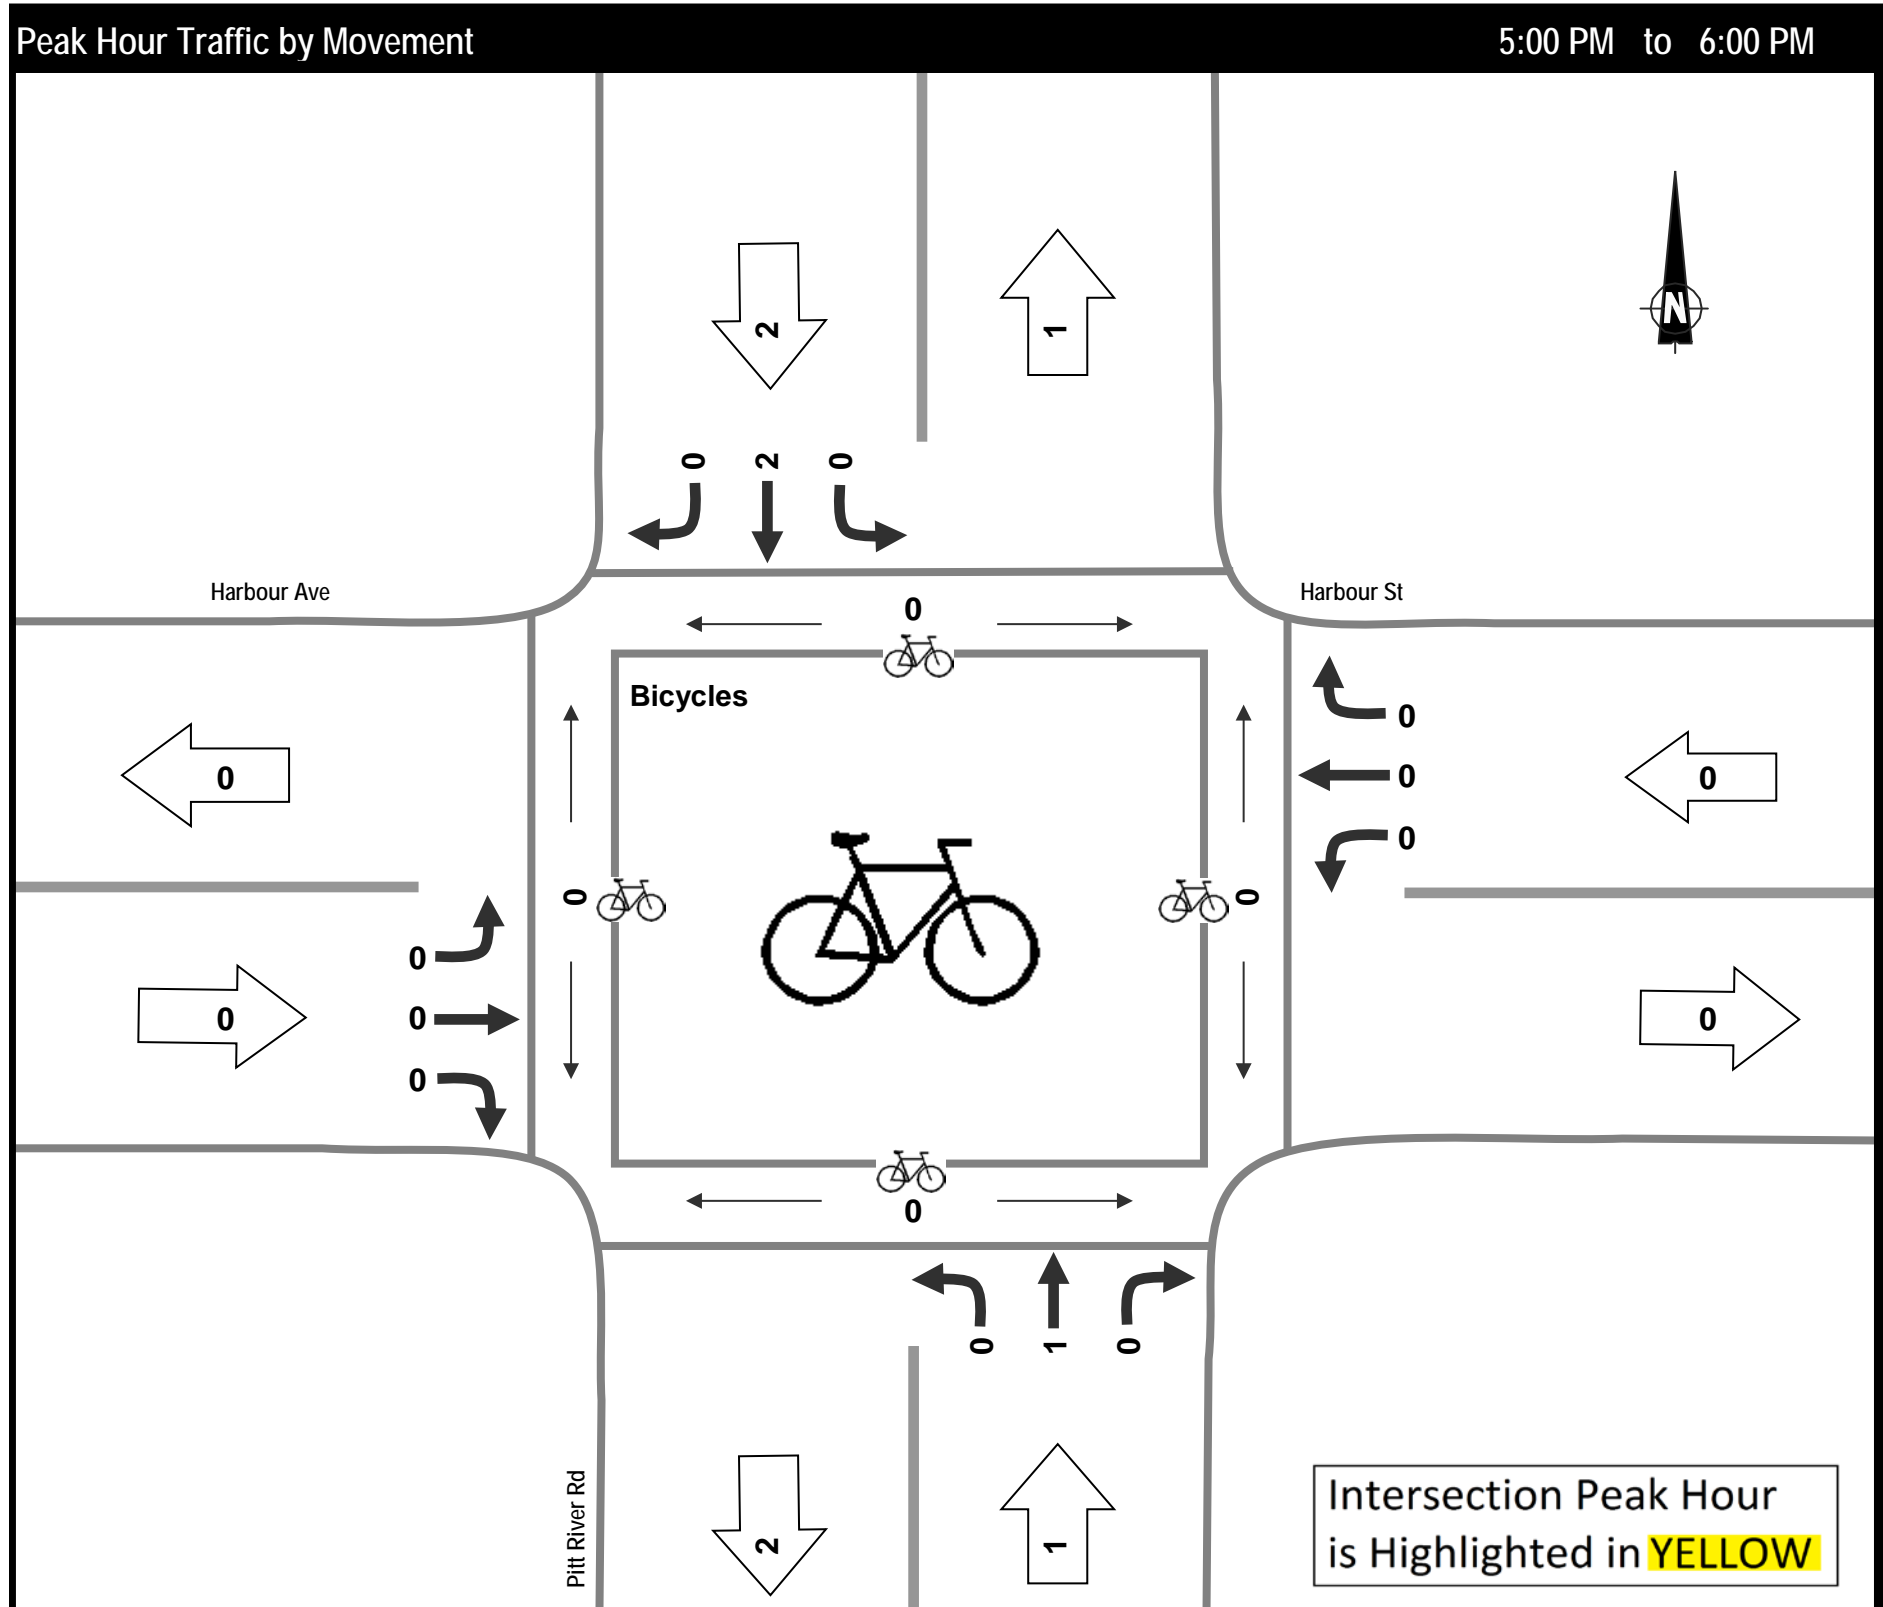 Peak Hour Traffic by Movement 5:00 PM to 6:00 PM
2 1
N
0 2 0
Harbour Ave Harbour St
0
Bicycles
0
0 0 0
0
0 0
0
0 0 0
0
0
0
0 1 0
Pitt River Rd
2 1
Intersection Peak Hour
is Highlighted in YELLOW